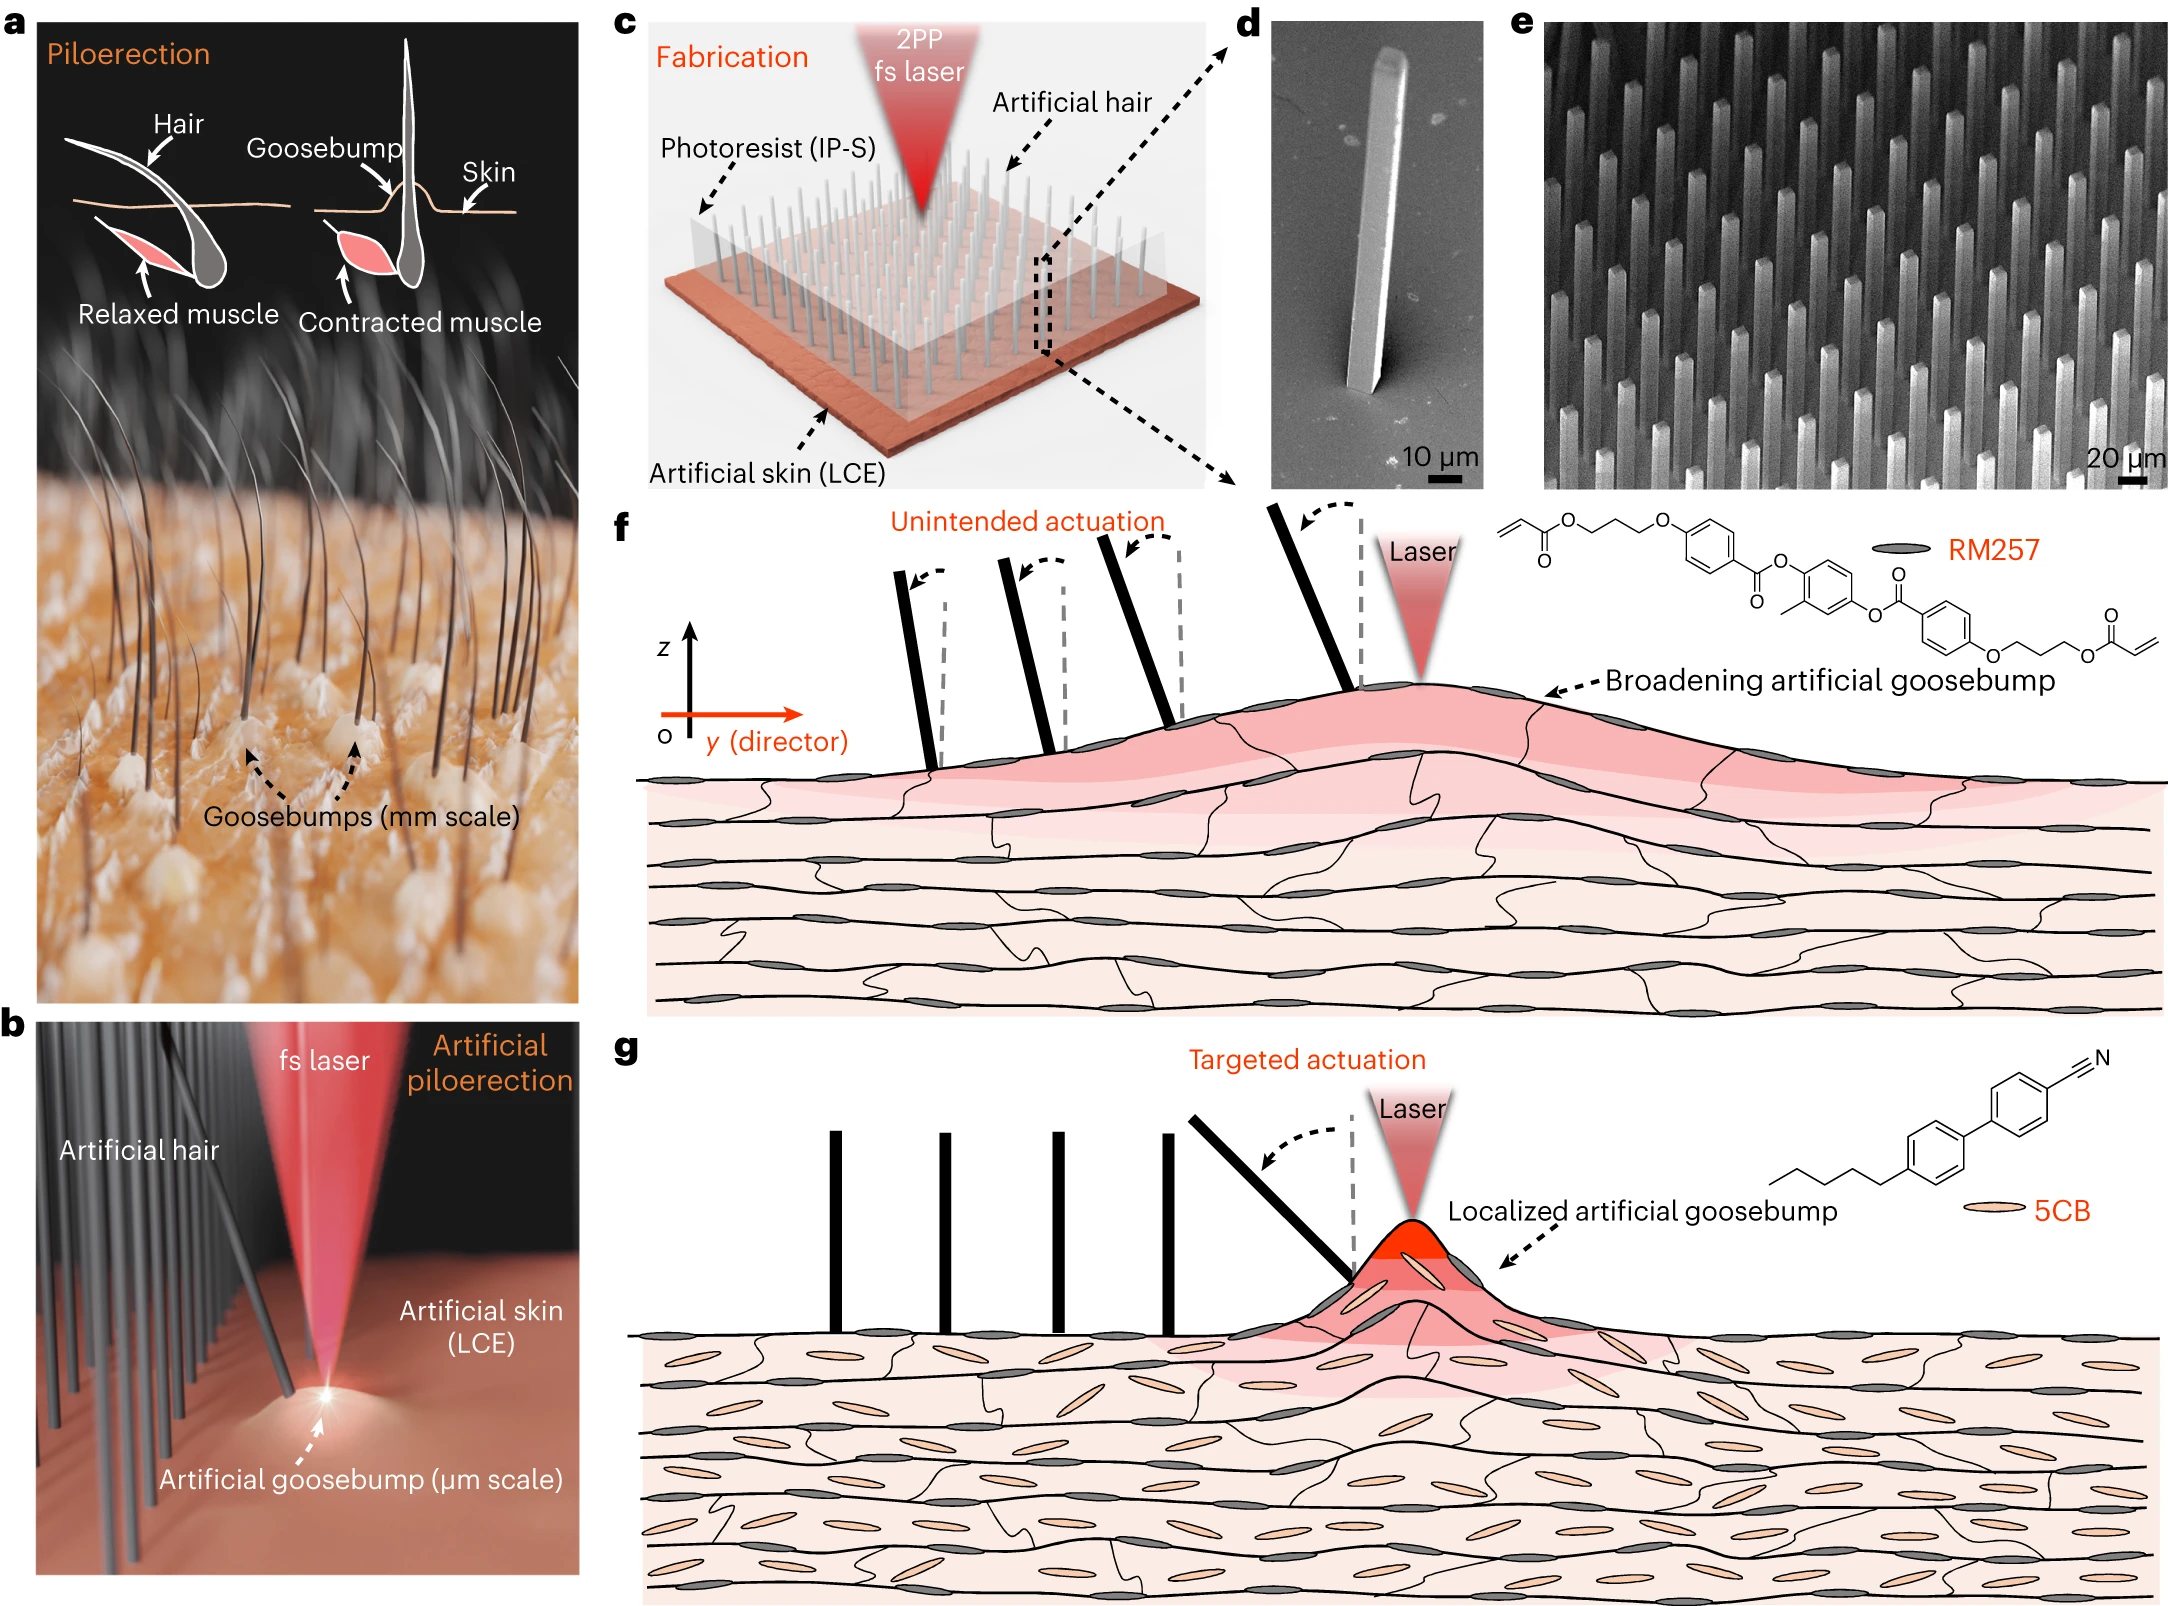 a
Piloerection
Hair
Goosebump
Skin
Relaxed muscle
Contracted muscle
Goosebumps (mm scale)
b
fs laser
Artificial
piloerection
Artificial hair
Artificial skin
(LCE)
Artificial goosebump (µm scale)
c
Fabrication
2PP
fs laser
Artificial hair
Photoresist (IP-S)
Artificial skin (LCE)
d
10 µm
e
20 µm
f
Unintended actuation
Laser
z
o
y (director)
O
O
O
O
O
O
O
O
O
O
RM257
Broadening artificial goosebump
g
Targeted actuation
Laser
N
Localized artificial goosebump
5CB